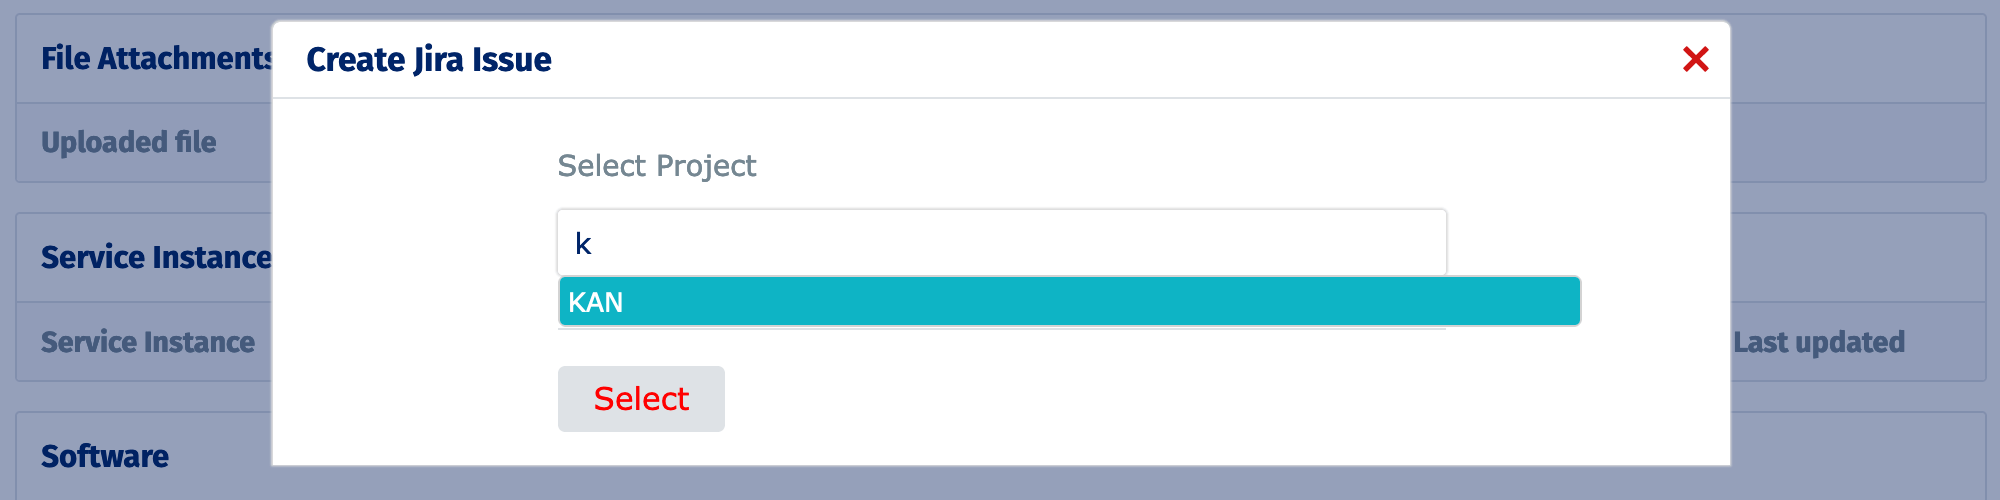 File Attachments
Create Jira Issue
Uploaded file
Select Project
k
Service Instance
KAN
Service Instance
Last updated
Select
Software